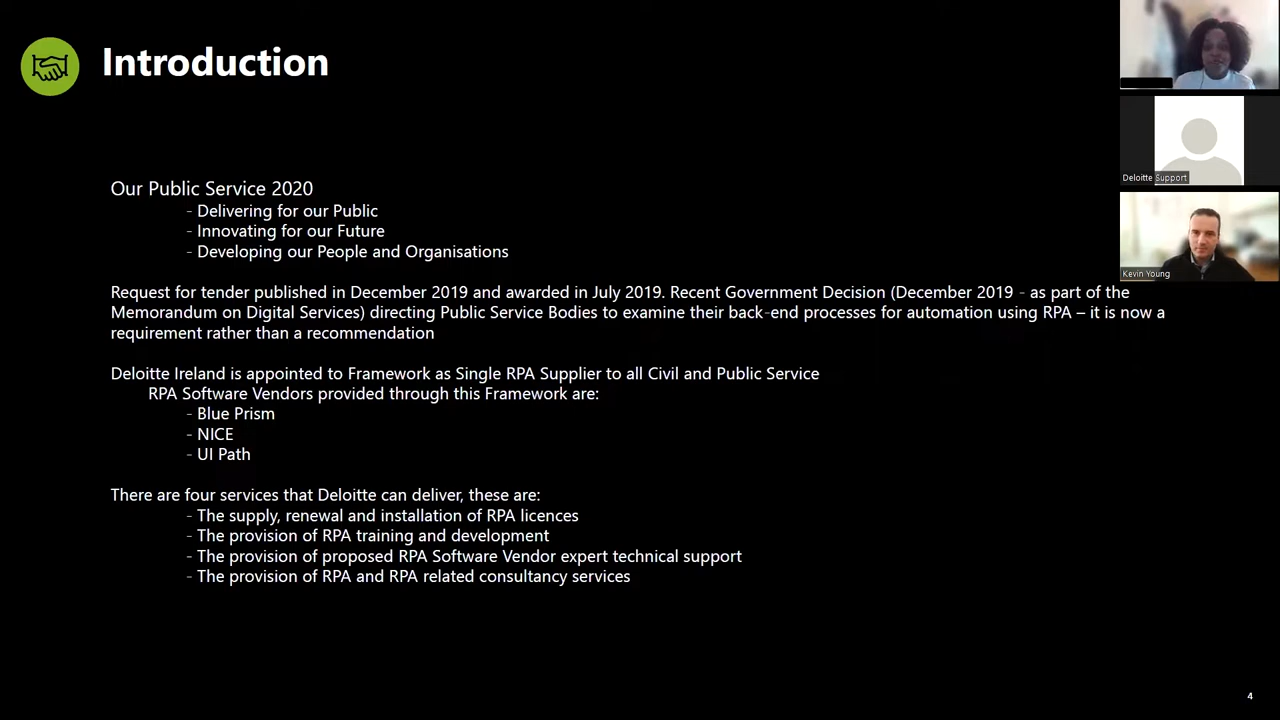 Introduction
Our Public Service 2020
- Delivering for our Public
- Innovating for our Future
- Developing our People and Organisations
Request for tender published in December 2019 and awarded in July 2019. Recent Government Decision (December 2019 - as part of the
Memorandum on Digital Services) directing Public Service Bodies to examine their back-end processes for automation using RPA – it is now a
requirement rather than a recommendation
Deloitte Ireland is appointed to Framework as Single RPA Supplier to all Civil and Public Service
RPA Software Vendors provided through this Framework are:
- Blue Prism
- NICE
- UI Path
There are four services that Deloitte can deliver, these are:
- The supply, renewal and installation of RPA licences
- The provision of RPA training and development
- The provision of proposed RPA Software Vendor expert technical support
- The provision of RPA and RPA related consultancy services
Deloitte Support
Kevin Young
4